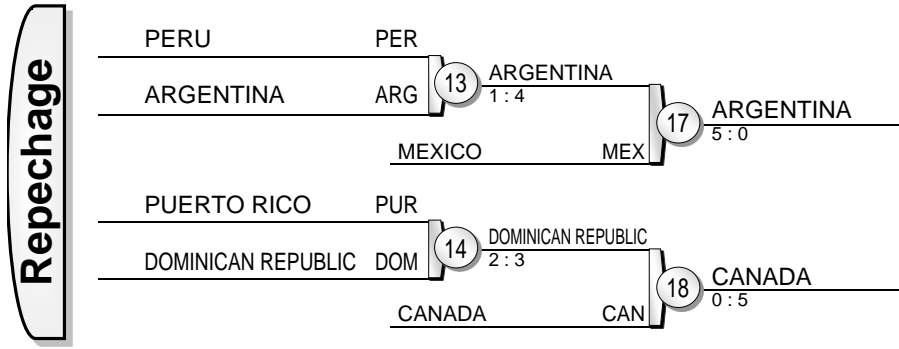 Repechage
PERU PER
ARGENTINA ARG
13
ARGENTINA
1 : 4
MEXICO MEX
17
ARGENTINA
5 : 0
PUERTO RICO PUR
DOMINICAN REPUBLIC DOM
14
DOMINICAN REPUBLIC
2 : 3
CANADA CAN
18
CANADA
0 : 5